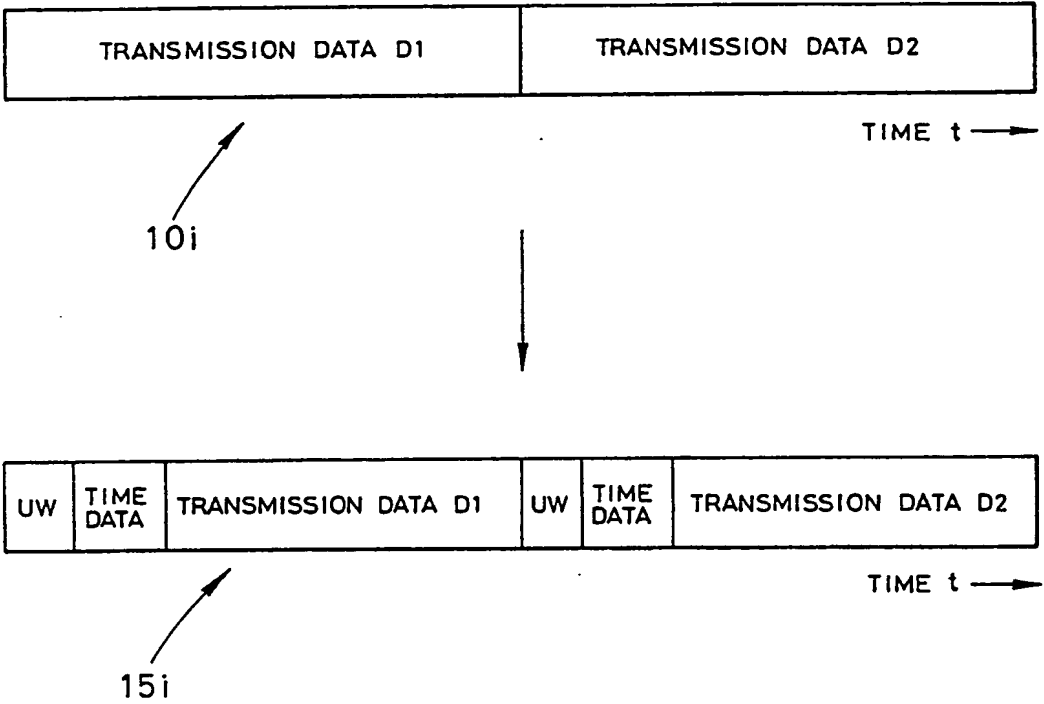 TRANSMISSION DATA D1 TRANSMISSION DATA D2
TIME t
10i
UW TIME DATA TRANSMISSION DATA D1 UW TIME DATA TRANSMISSION DATA D2
TIME t
15i